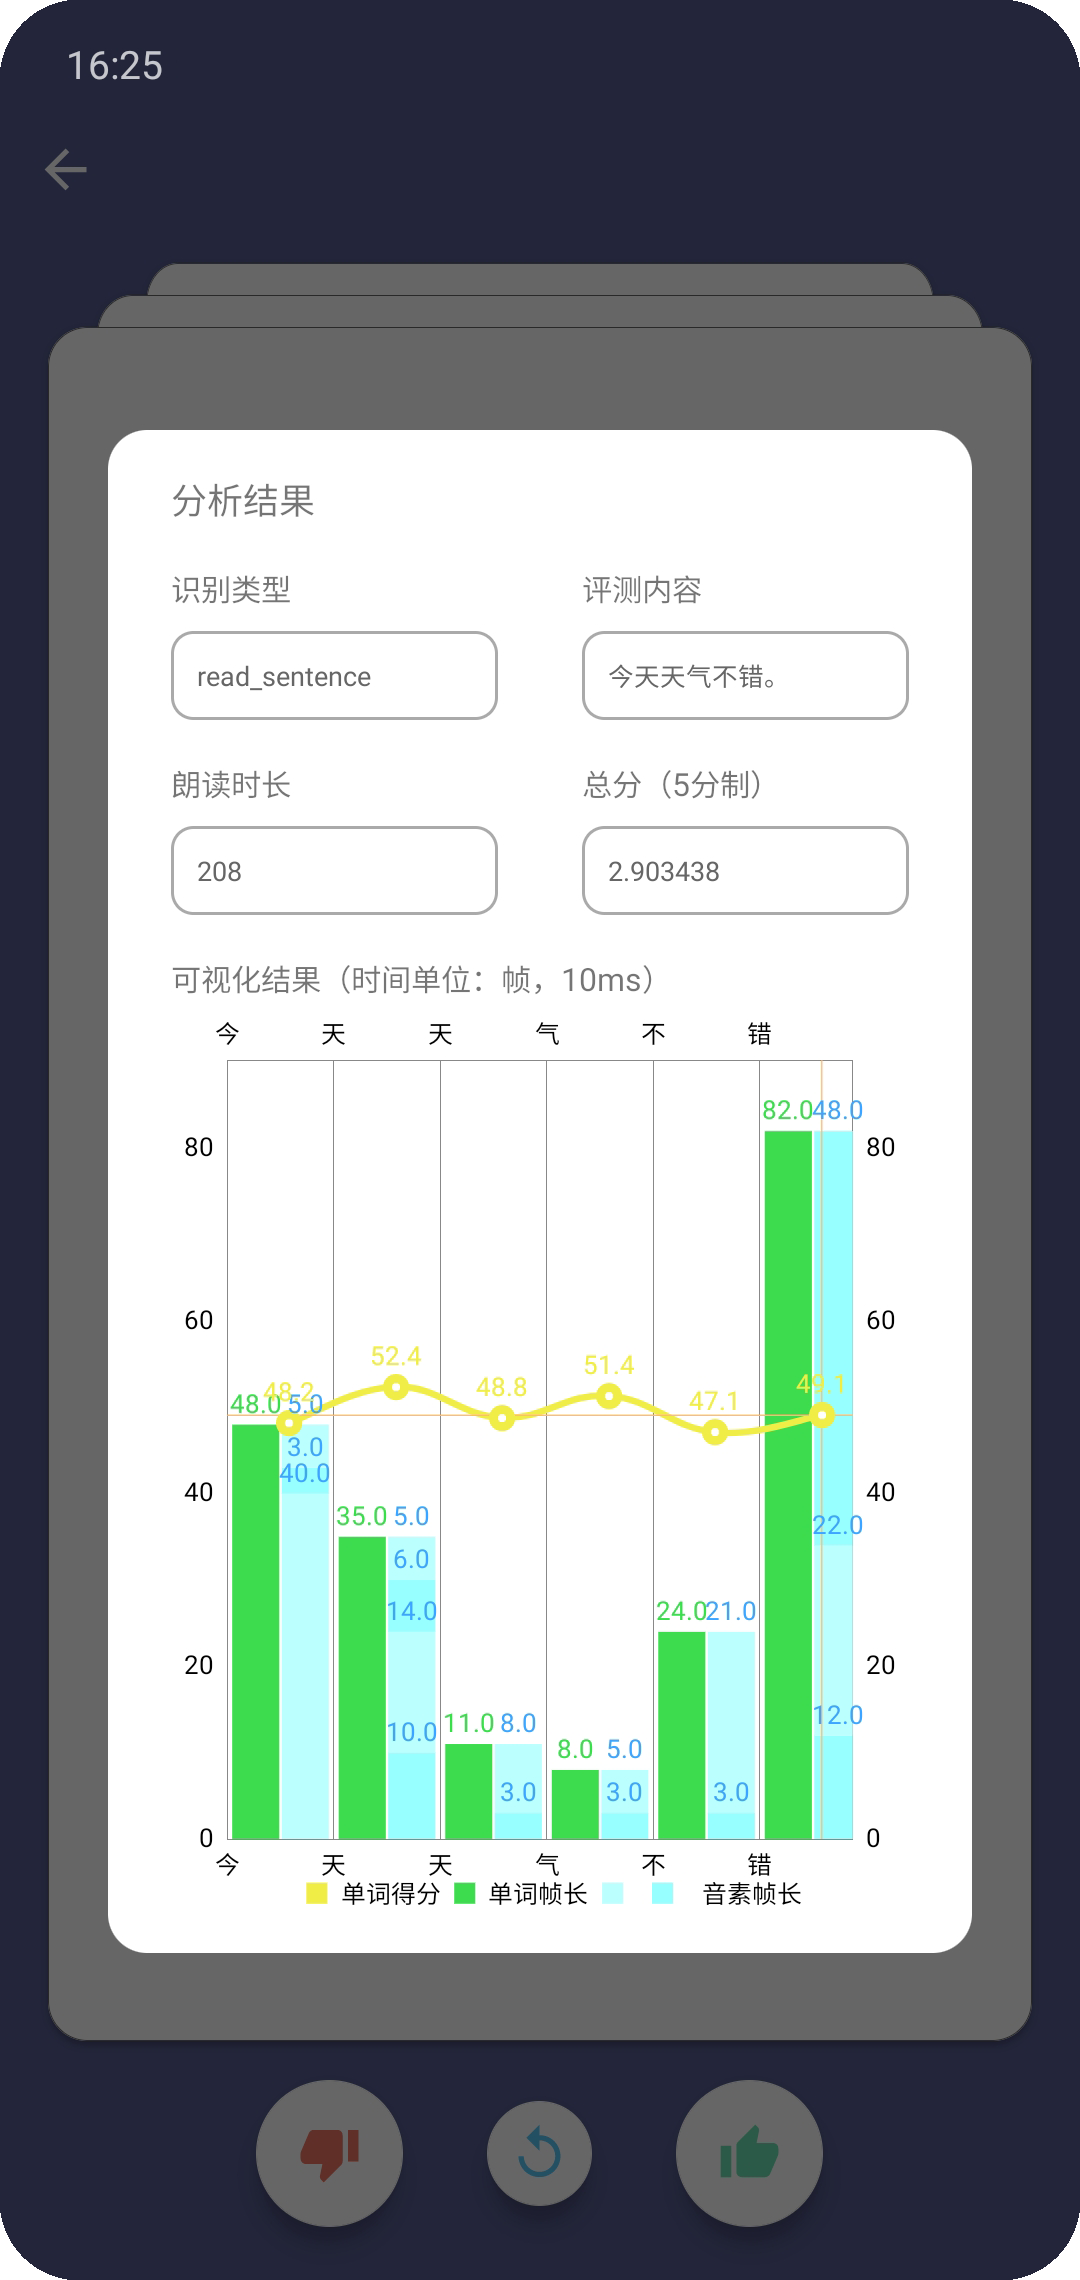 16:25
分析结果
识别类型
评测内容
read_sentence
今天天气不错。
朗读时长
总分（5分制）
208
2.903438
可视化结果（时间单位：帧，10ms）
今 天 天 气 不 错
82.0 48.0
80 80
60 60
52.4
51.4
48.8
48.2
49.1
47.1
48.0 5.0
3.0
40.0
40 40
35.0 5.0
22.0
6.0
14.0
24.0 21.0
20 20
12.0
10.0 11.0 8.0
8.0 5.0
3.0 3.0 3.0
0 0
今 天 天 气 不 错
单词得分 单词帧长 音素帧长